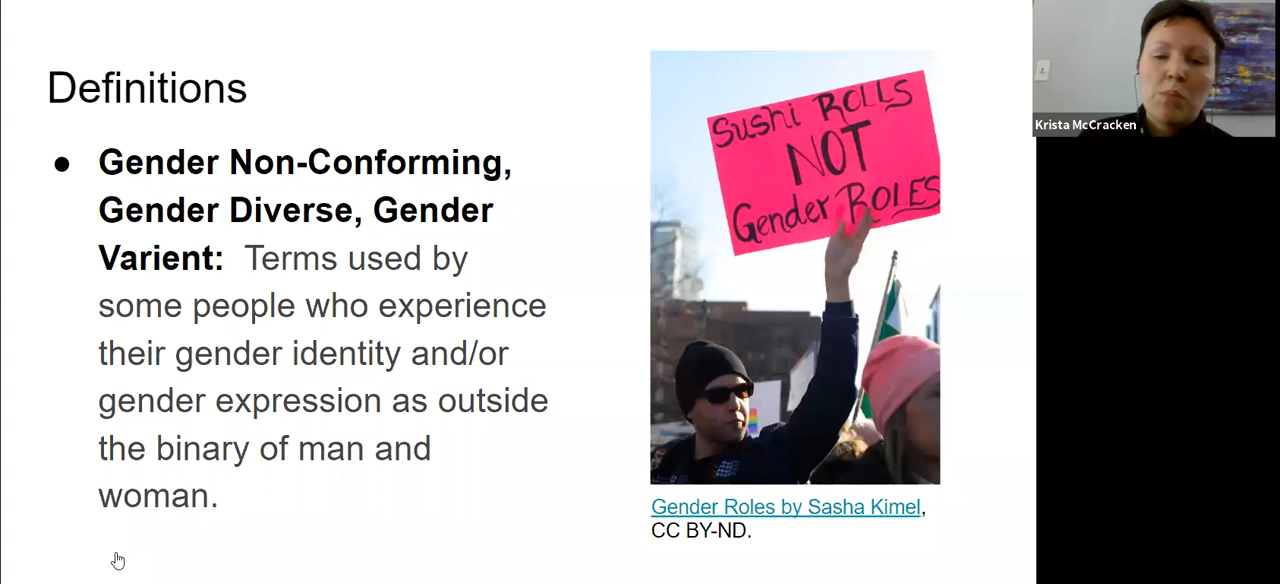 Definitions
● Gender Non-Conforming,
Gender Diverse, Gender
Varient: Terms used by
some people who experience
their gender identity and/or
gender expression as outside
the binary of man and
woman.
Sushi ROLLS
NOT
Gender ROLES
Gender Roles by Sasha Kimel,
CC BY-ND.
Krista McCracken